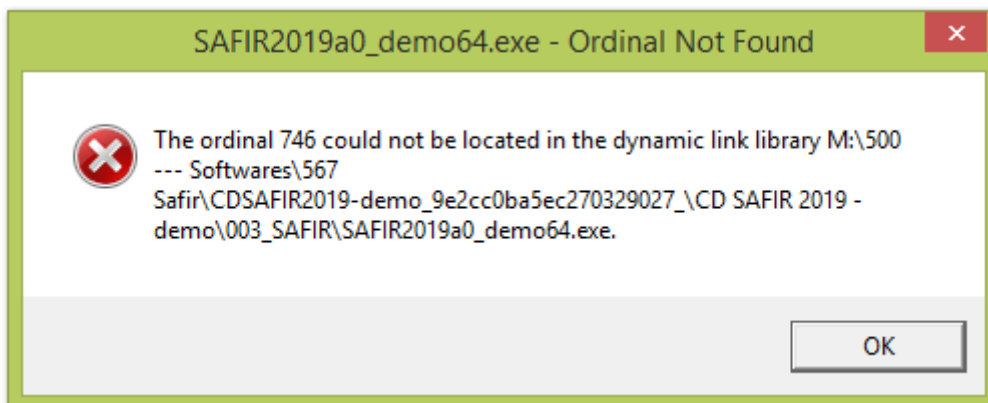 SAFIR2019a0_demo64.exe - Ordinal Not Found
The ordinal 746 could not be located in the dynamic link library M:\500
--- Softwares\567
Safir\CDSAFIR2019-demo_9e2cc0ba5ec270329027_\CD SAFIR 2019 -
demo\003_SAFIR\SAFIR2019a0_demo64.exe.
OK